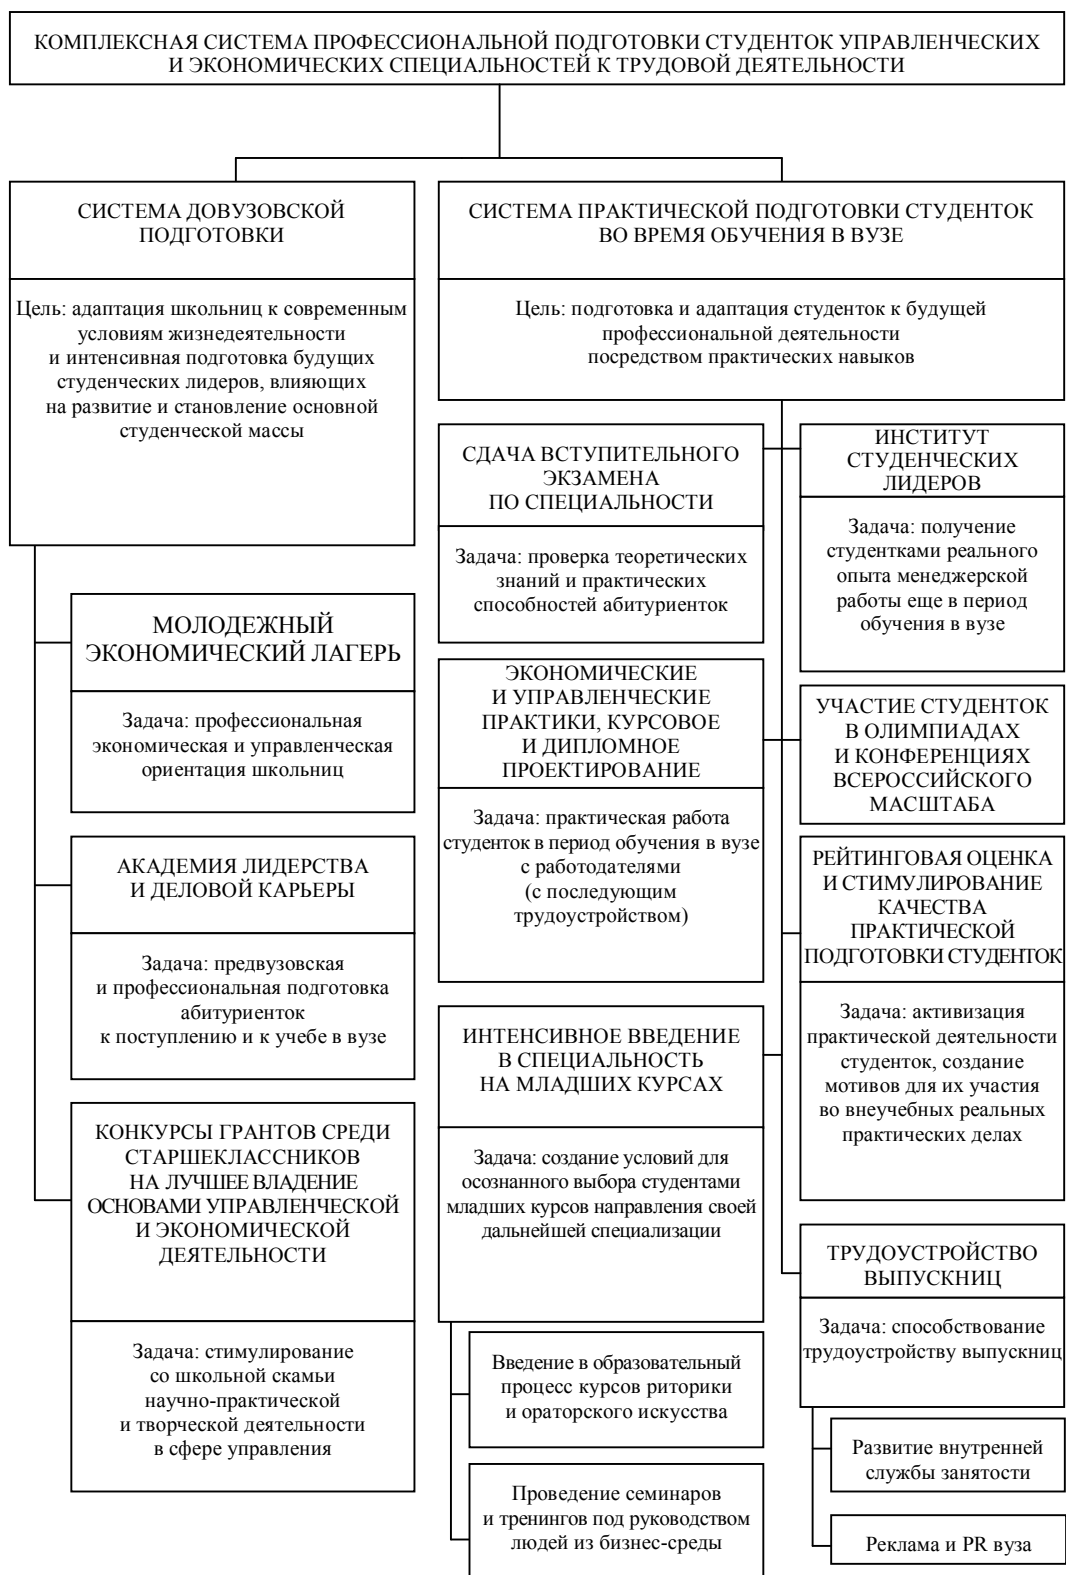 КОМПЛЕКСНАЯ СИСТЕМА ПРОФЕССИОНАЛЬНОЙ ПОДГОТОВКИ СТУДЕНТОК УПРАВЛЕНЧЕСКИХ
И ЭКОНОМИЧЕСКИХ СПЕЦИАЛЬНОСТЕЙ К ТРУДОВОЙ ДЕЯТЕЛЬНОСТИ
СИСТЕМА ДОВУЗОВСКОЙ
ПОДГОТОВКИ
Цель: адаптация школьниц к современным
условиям жизнедеятельности
и интенсивная подготовка будущих
студенческих лидеров, влияющих
на развитие и становление основной
студенческой массы
МОЛОДЕЖНЫЙ
ЭКОНОМИЧЕСКИЙ ЛАГЕРЬ
Задача: профессиональная
экономическая и управленческая
ориентация школьниц
АКАДЕМИЯ ЛИДЕРСТВА
И ДЕЛОВОЙ КАРЬЕРЫ
Задача: предвузовская
и профессиональная подготовка
абитуриенток
к поступлению и к учебе в вузе
КОНКУРСЫ ГРАНТОВ СРЕДИ
СТАРШЕКЛАССНИКОВ
НА ЛУЧШЕЕ ВЛАДЕНИЕ
ОСНОВАМИ УПРАВЛЕНЧЕСКОЙ
И ЭКОНОМИЧЕСКОЙ
ДЕЯТЕЛЬНОСТИ
Задача: стимулирование
со школьной скамьи
научно-практической
и творческой деятельности
в сфере управления
СИСТЕМА ПРАКТИЧЕСКОЙ ПОДГОТОВКИ СТУДЕНТОК
ВО ВРЕМЯ ОБУЧЕНИЯ В ВУЗЕ
Цель: подготовка и адаптация студенток к будущей
профессиональной деятельности
посредством практических навыков
СДАЧА ВСТУПИТЕЛЬНОГО
ЭКЗАМЕНА
ПО СПЕЦИАЛЬНОСТИ
Задача: проверка теоретических
знаний и практических
способностей абитуриенток
ЭКОНОМИЧЕСКИЕ
И УПРАВЛЕНЧЕСКИЕ
ПРАКТИКИ, КУРСОВОЕ
И ДИПЛОМНОЕ
ПРОЕКТИРОВАНИЕ
Задача: практическая работа
студенток в период обучения в вузе
с работодателями
(с последующим
трудоустройством)
ИНТЕНСИВНОЕ ВВЕДЕНИЕ
В СПЕЦИАЛЬНОСТЬ
НА МЛАДШИХ КУРСАХ
Задача: создание условий для
осознанного выбора студентами
младших курсов направления своей
дальнейшей специализации
Введение в образовательный
процесс курсов риторики
и ораторского искусства
Проведение семинаров
и тренингов под руководством
людей из бизнес-среды
ИНСТИТУТ
СТУДЕНЧЕСКИХ
ЛИДЕРОВ
Задача: получение
студентками реального
опыта менеджерской
работы еще в период
обучения в вузе
УЧАСТИЕ СТУДЕНТОК
В ОЛИМПИАДАХ
И КОНФЕРЕНЦИЯХ
ВСЕРОССИЙСКОГО
МАСШТАБА
РЕЙТИНГОВАЯ ОЦЕНКА
И СТИМУЛИРОВАНИЕ
КАЧЕСТВА
ПРАКТИЧЕСКОЙ
ПОДГОТОВКИ СТУДЕНТОК
Задача: активизация
практической деятельности
студенток, создание
мотивов для их участия
во внеучебных реальных
практических делах
ТРУДОУСТРОЙСТВО
ВЫПУСКНИЦ
Задача: способствование
трудоустройству выпускниц
Развитие внутренней
службы занятости
Реклама и PR вуза